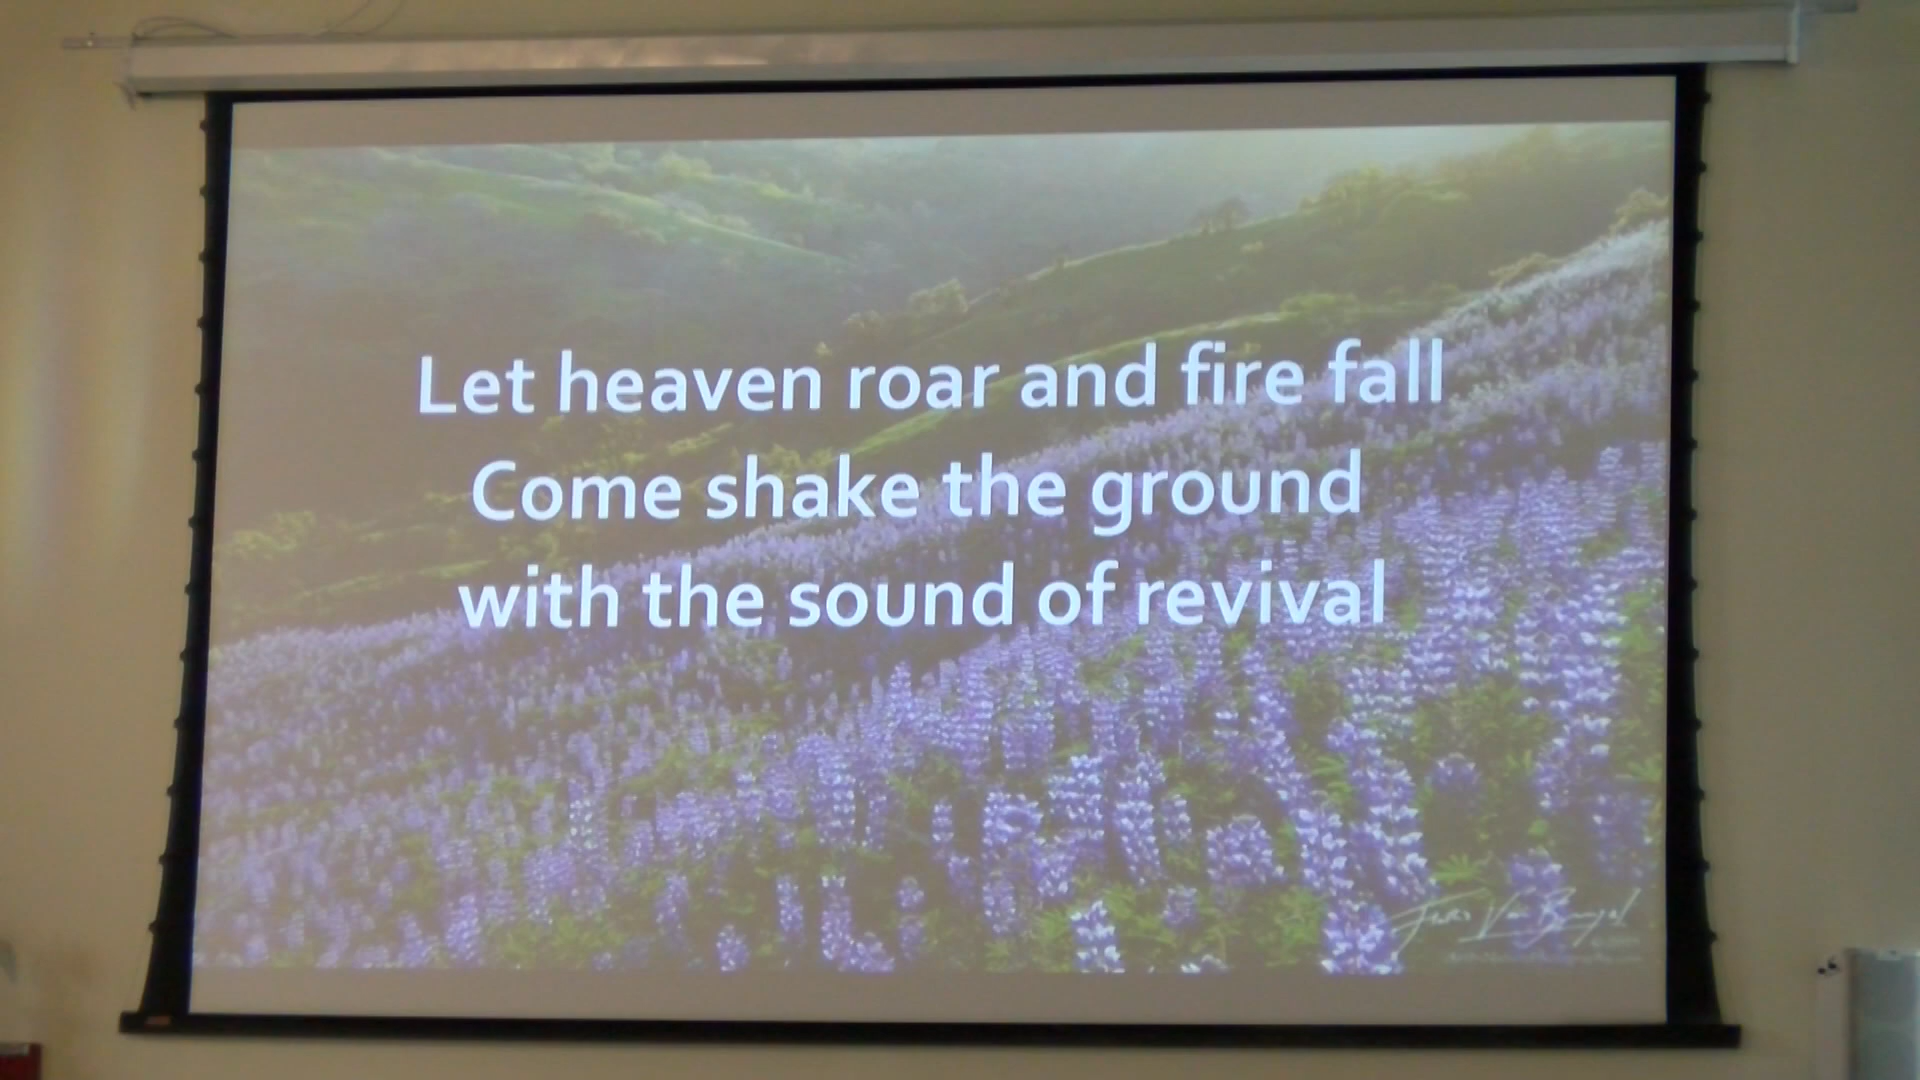 Let heaven roar and fire fall
Come shake the ground
with the sound of revival